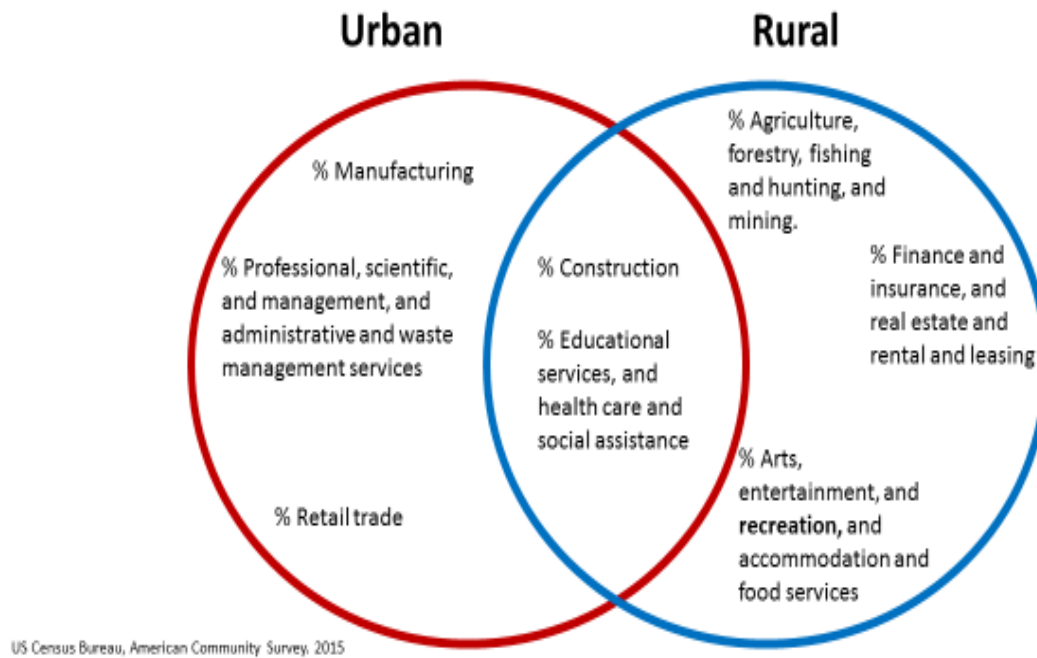 Urban
Rural
% Manufacturing
% Professional, scientific,
and management, and
administrative and waste
management services
% Retail trade
% Construction
% Educational
services, and
health care and
social assistance
% Agriculture,
forestry, fishing
and hunting, and
mining.
% Finance and
insurance, and
real estate and
rental and leasing
% Arts,
entertainment, and
recreation, and
accommodation and
food services
US Census Bureau, American Community Survey. 2015